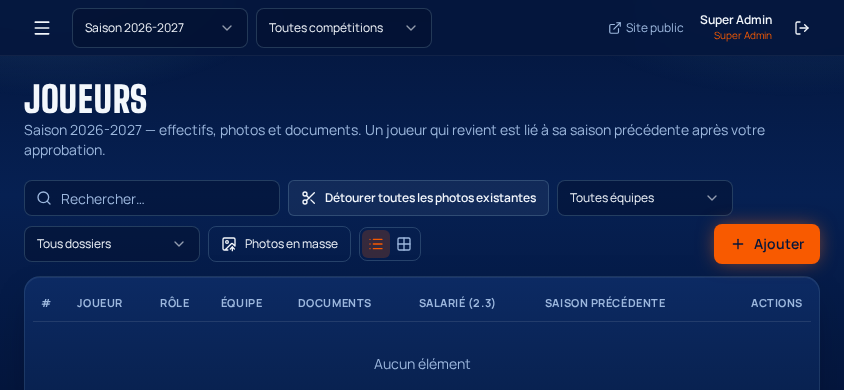 Saison 2026-2027
Toutes compétitions
Site public
Super Admin
Super Admin
JOUEURS
Saison 2026-2027 — effectifs, photos et documents. Un joueur qui revient est lié à sa saison précédente après votre
approbation.
Rechercher...
Détourer toutes les photos existantes
Toutes équipes
Tous dossiers
Photos en masse
Ajouter
# JOUEUR RÔLE ÉQUIPE DOCUMENTS SALARIÉ (2.3) SAISON PRÉCÉDENTE ACTIONS
Aucun élément